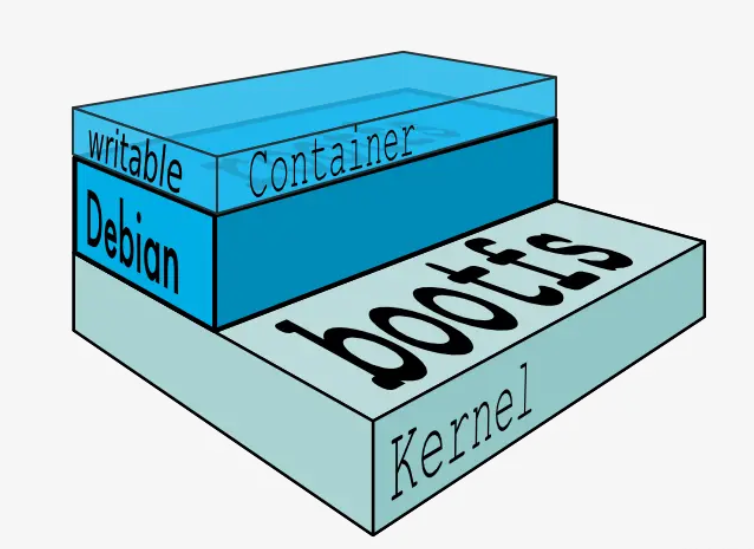 writable
Container
Debian
bootfs
Kernel